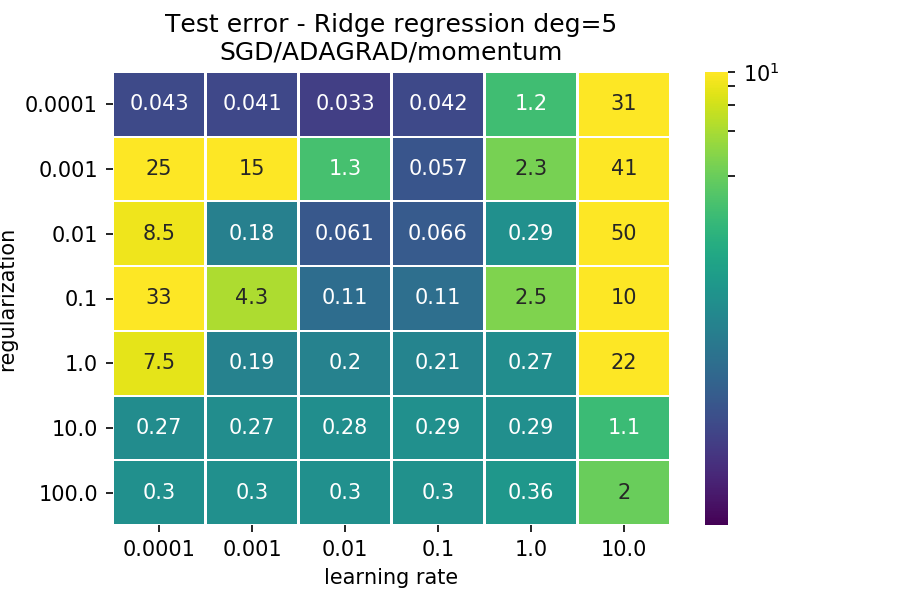 Test error - Ridge regression deg=5
SGD/ADAGRAD/momentum
regularization
0.0001 0.043 0.041 0.033 0.042 1.2 31
0.001 25 15 1.3 0.057 2.3 41
0.01 8.5 0.18 0.061 0.066 0.29 50
0.1 33 4.3 0.11 0.11 2.5 10
1.0 7.5 0.19 0.2 0.21 0.27 22
10.0 0.27 0.27 0.28 0.29 0.29 1.1
100.0 0.3 0.3 0.3 0.3 0.36 2
0.0001 0.001 0.01 0.1 1.0 10.0
learning rate
10¹